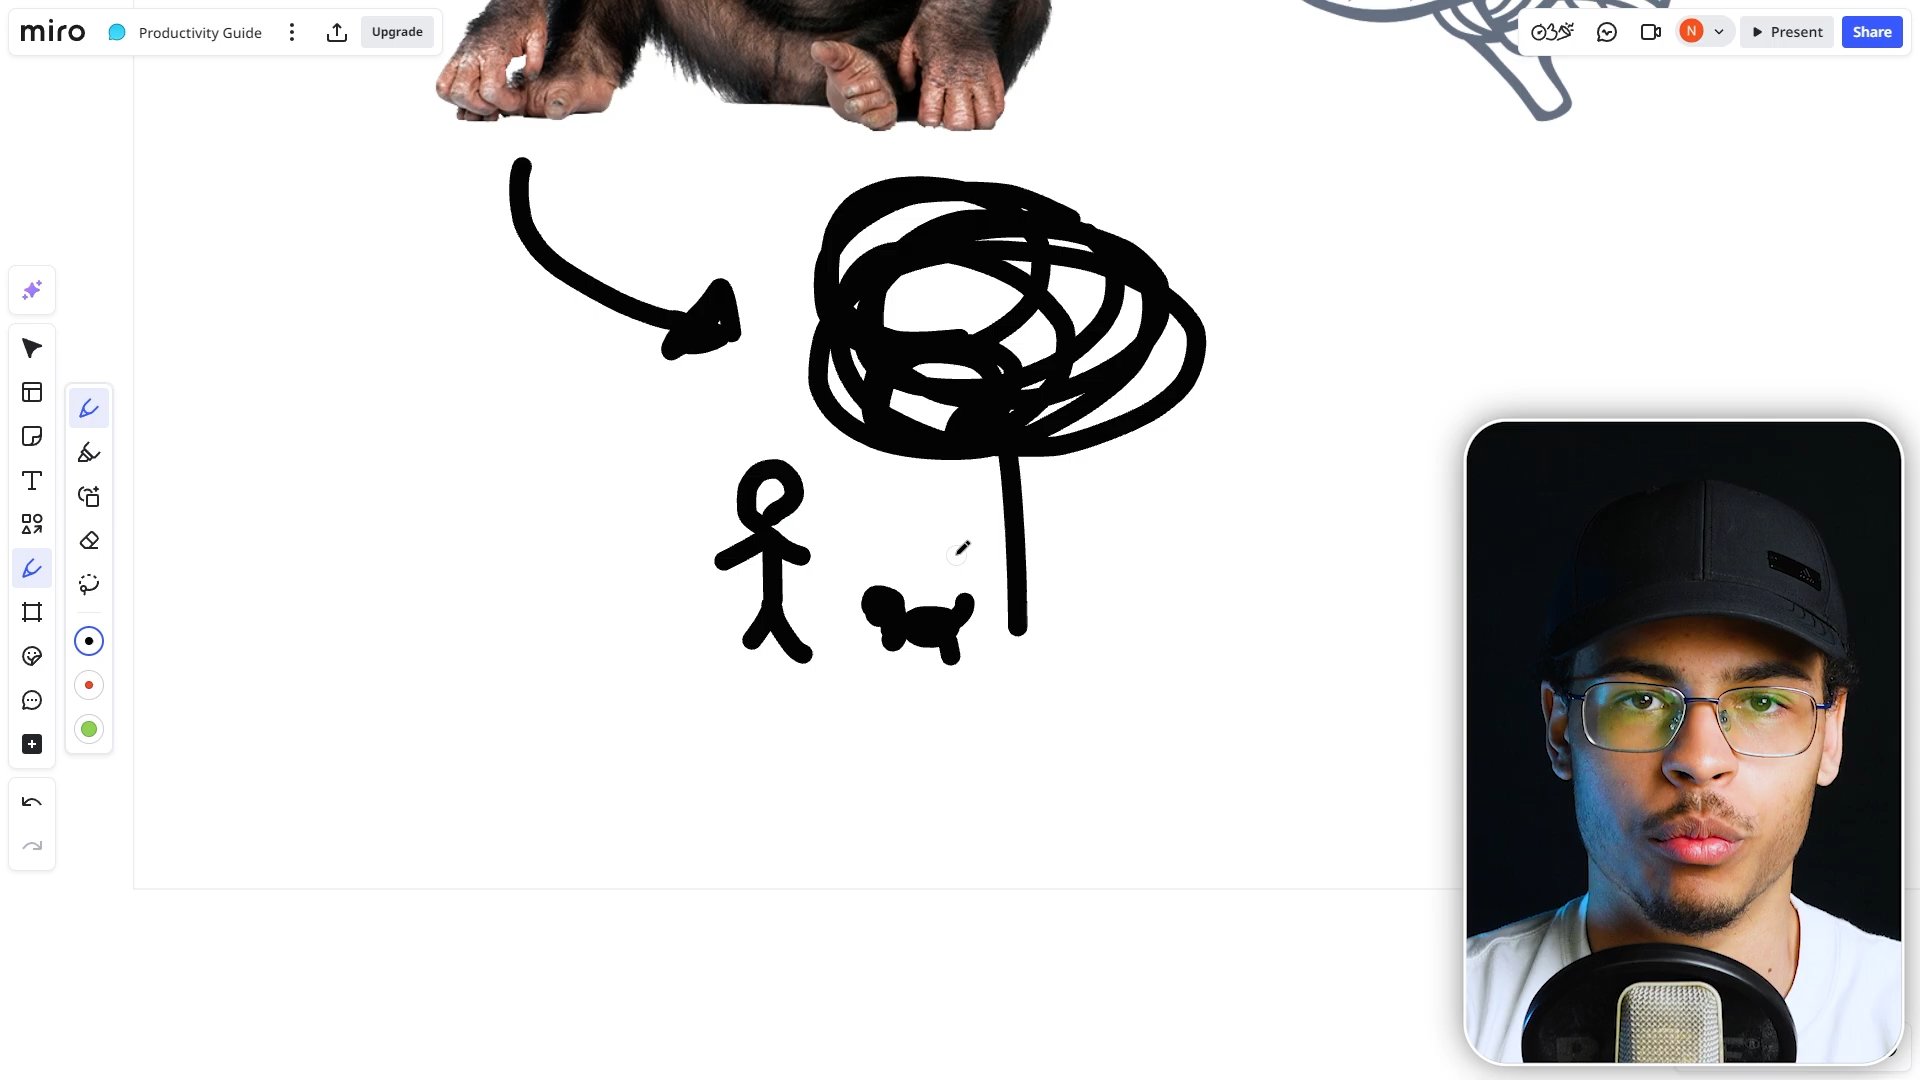 miro
Productivity Guide
Upgrade
N
Present
Share